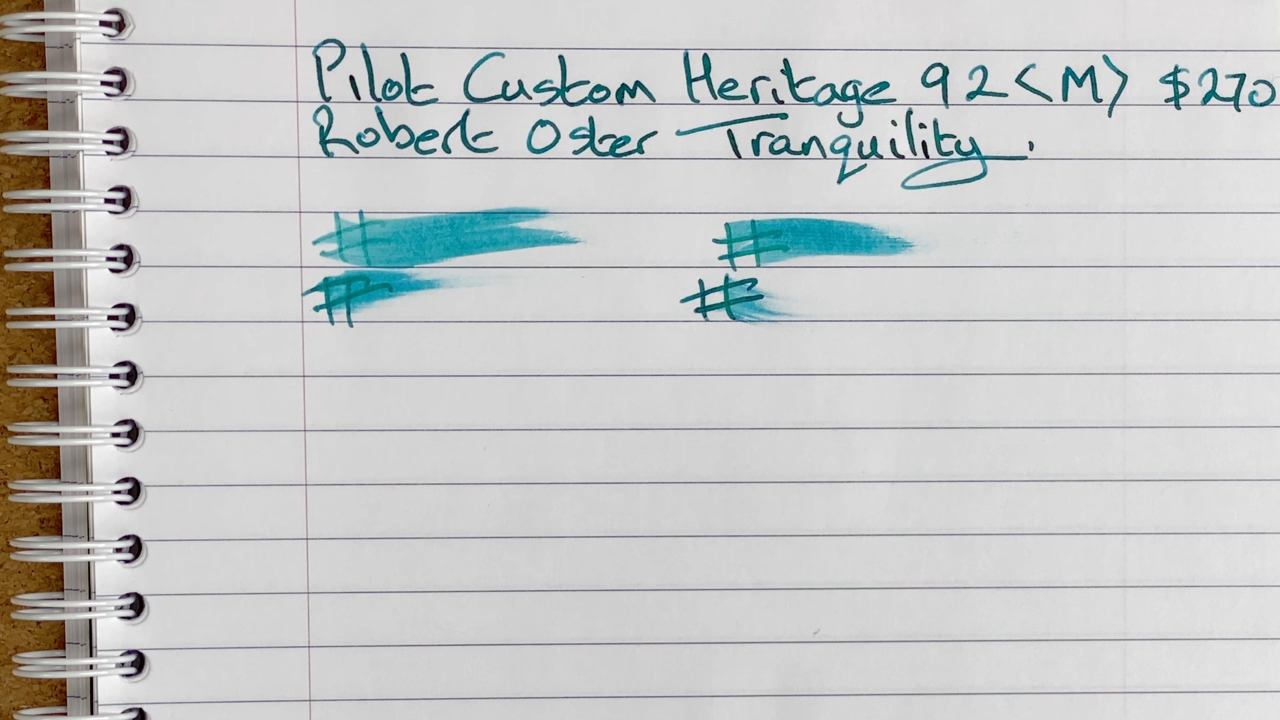 Pilot Custom Heritage 92 <M> $270
Robert Oster Tranquility.